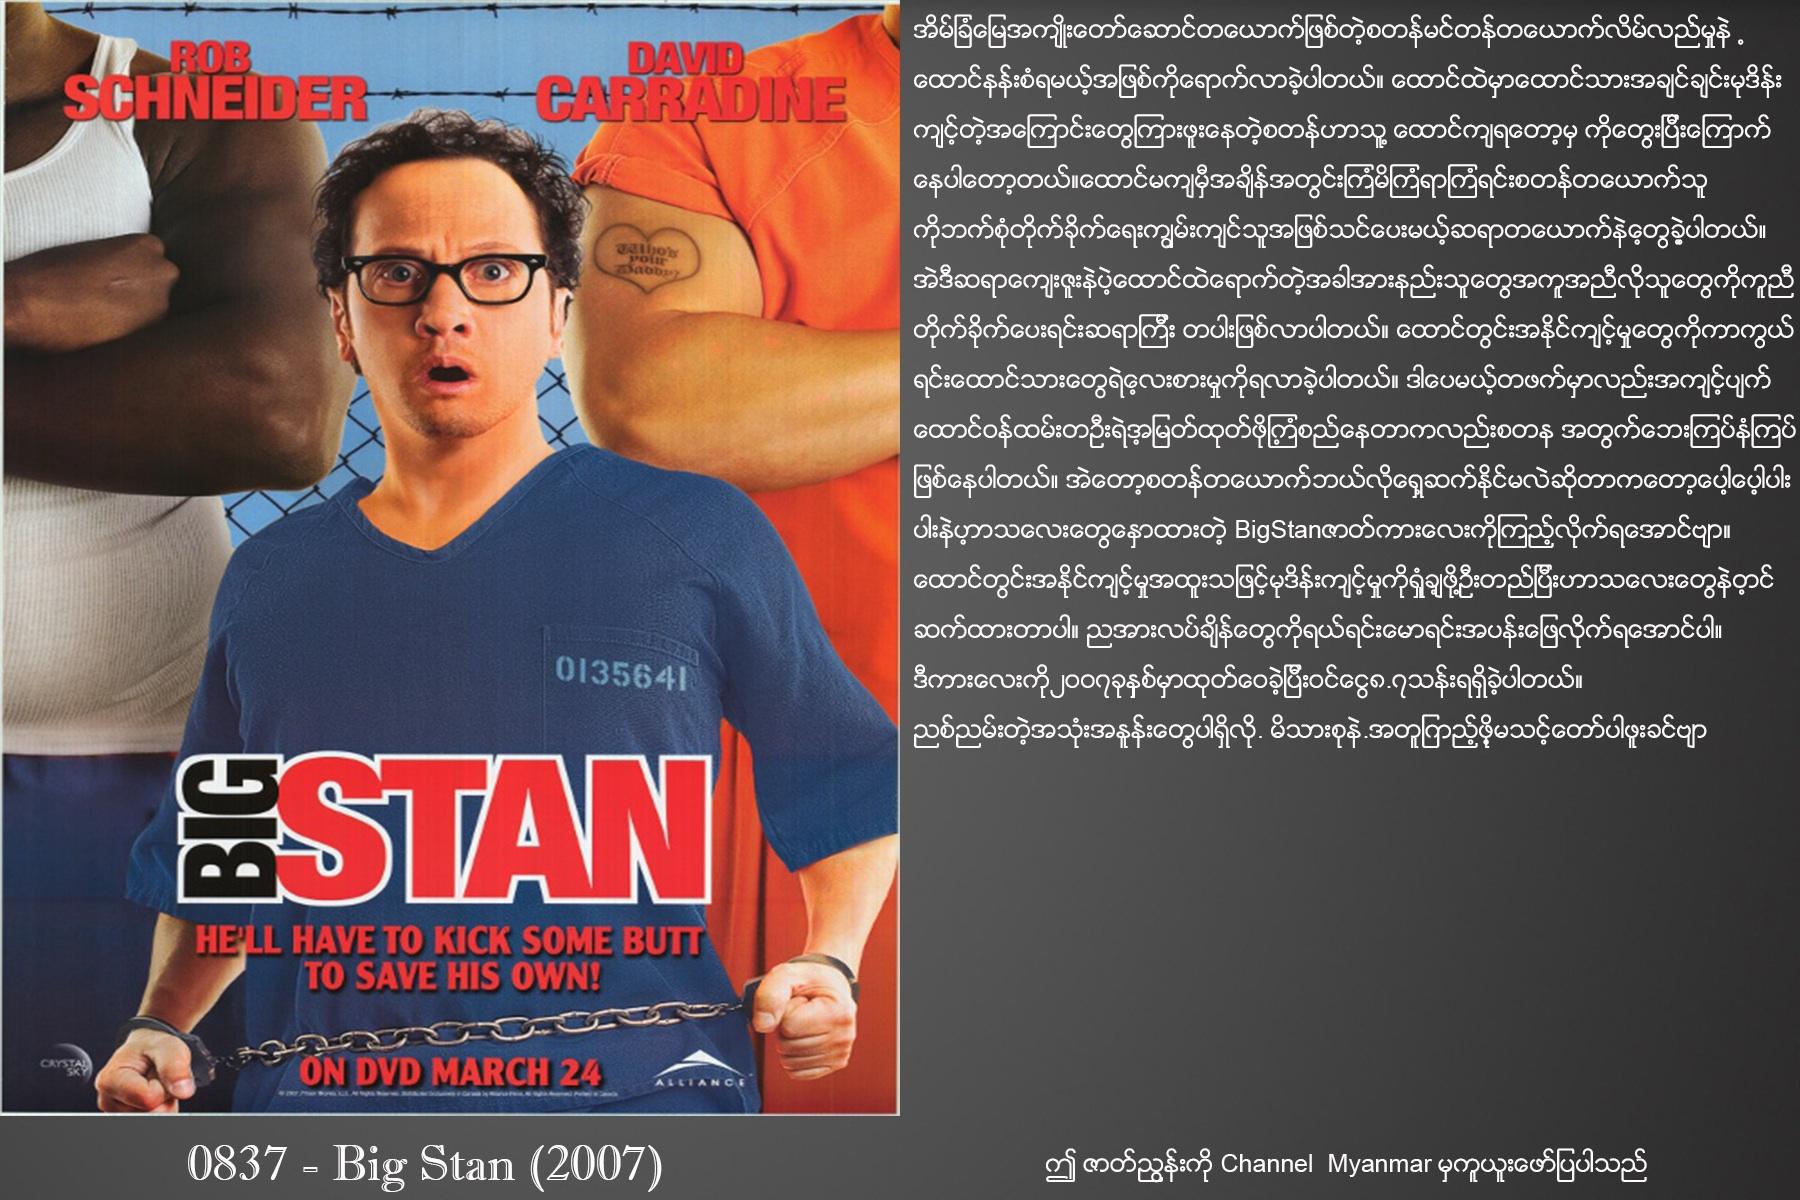 ROB
SCHNEIDER
DAVID
CARRADINE
Who's
your
Daddy?
0135641
BIG STAN
HE'LL HAVE TO KICK SOME BUTT
TO SAVE HIS OWN!
ON DVD MARCH 24
CRYSTAL
SKY
ALLIANCE
0837 - Big Stan (2007)
အိမ်ခြံမြေအကျိုးတော်ဆောင်တယောက်ဖြစ်တဲ့စတန်မင်တန်တယောက်လိမ်လည်မှုနဲ့
ထောင်နန်းစံရမယ့်အဖြစ်ကိုရောက်လာခဲ့ပါတယ်။ ထောင်ထဲမှာထောင်သားအချင်ချင်းမုဒိန်း
ကျင့်တဲ့အကြောင်းတွေကြားဖူးနေတဲ့စတန်ဟာသူ့ ထောင်ကျရတော့မှ ကိုတွေးပြီးကြောက်
နေပါတော့တယ်။ထောင်မကျမှီအချိန်အတွင်းကြံမိကြံရာကြံရင်းစတန်တယောက်သူ
ကိုဘက်စုံတိုက်ခိုက်ရေးကျွမ်းကျင်သူအဖြစ်သင်ပေးမယ့်ဆရာတယောက်နဲ့တွေ့ခဲ့ပါတယ်။
အဲဒီဆရာကျေးဇူးနဲ့ပဲထောင်ထဲရောက်တဲ့အခါအားနည်းသူတွေအကူအညီလိုသူတွေကိုကူညီ
တိုက်ခိုက်ပေးရင်းဆရာကြီး တပါးဖြစ်လာပါတယ်။ ထောင်တွင်းအနိုင်ကျင့်မှုတွေကိုကာကွယ်
ရင်းထောင်သားတွေရဲ့လေးစားမှုကိုရလာခဲ့ပါတယ်။ ဒါပေမယ့်တဖက်မှာလည်းအကျင့်ပျက်
ထောင်ဝန်ထမ်းတဦးရဲ့အမြတ်ထုတ်ဖို့ကြံစည်နေတာကလည်းစတန အတွက်ဘေးကြပ်နံကြပ်
ဖြစ်နေပါတယ်။ အဲတော့စတန်တယောက်ဘယ်လိုရှေ့ဆက်နိုင်မလဲဆိုတာကတော့ပေါ့ပေါ့ပါး
ပါးနဲ့ဟာသလေးတွေနှောထားတဲ့ BigStanဇာတ်ကားလေးကိုကြည့်လိုက်ရအောင်ဗျာ။
ထောင်တွင်းအနိုင်ကျင့်မှုအထူးသဖြင့်မုဒိန်းကျင့်မှုကိုရှုံ့ချဖို့ဦးတည်ပြီးဟာသလေးတွေနဲ့တင်
ဆက်ထားတာပါ။ ညအားလပ်ချိန်တွေကိုရယ်ရင်းမောရင်းအပန်းဖြေလိုက်ရအောင်ပါ။
ဒီကားလေးကို၂၀၀၇ခုနှစ်မှာထုတ်ဝေခဲ့ပြီးဝင်ငွေ၈.၇သန်းရရှိခဲ့ပါတယ်။
ညစ်ညမ်းတဲ့အသုံးအနူန်းတွေပါရှိလို. မိသားစုနဲ.အတူကြည့်ဖို့မသင့်တော်ပါဖူးခင်ဗျာ
ဤ ဇာတ်ညွှန်းကို Channel Myanmar မှကူယူးဖော်ပြပါသည်